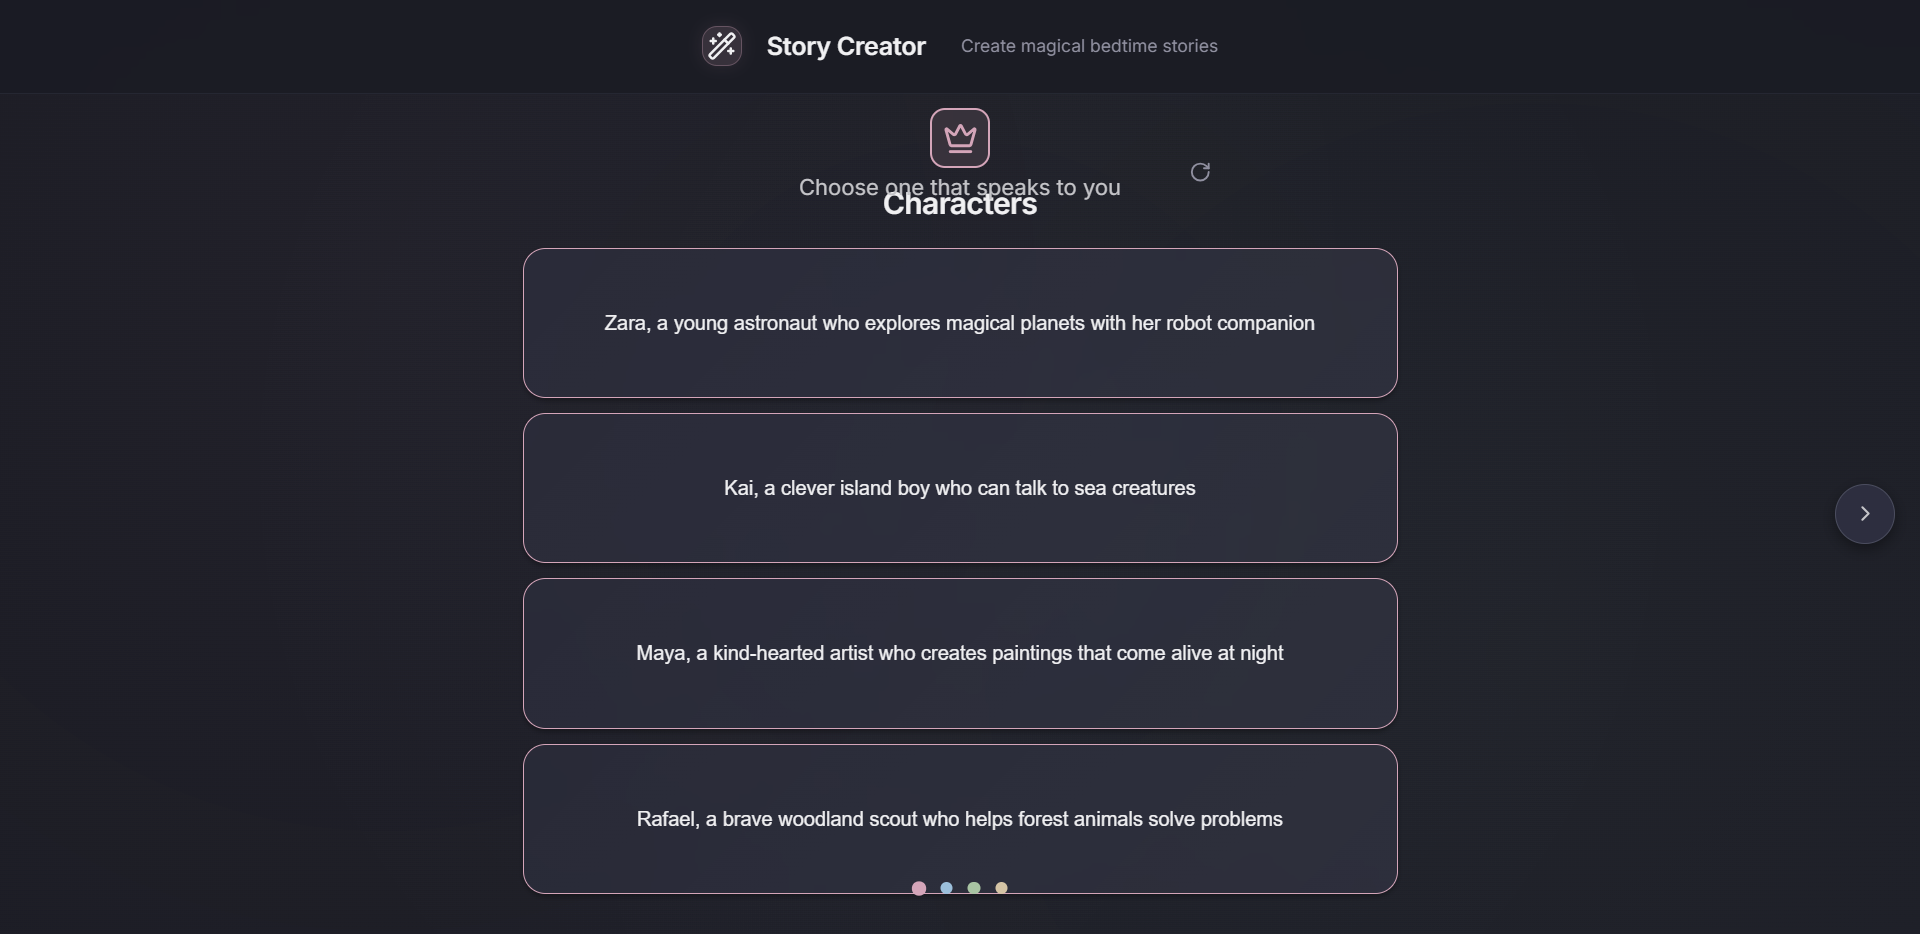 Story Creator
Create magical bedtime stories
Choose one that speaks to you
Characters
Zara, a young astronaut who explores magical planets with her robot companion
Kai, a clever island boy who can talk to sea creatures
Maya, a kind-hearted artist who creates paintings that come alive at night
Rafael, a brave woodland scout who helps forest animals solve problems